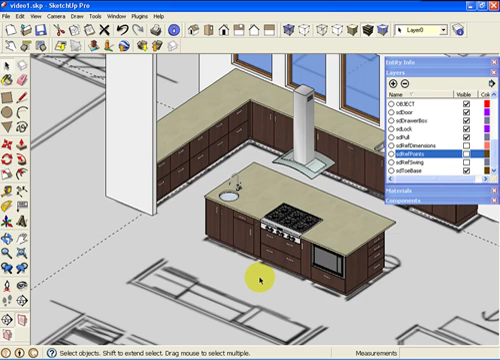 video1.skp - SketchUp Pro
File Edit View Camera Draw Tools Window Plugins Help
Layer0
Entity Info
Layers
Name Visible Col
OBJECT
sdDoor
sdDrawerBox
sdLock
sdPull
sdRefDimensions
sdRefPoints
sdRefSwing
sdToeBase
Materials
Components
Select objects. Shift to extend select. Drag mouse to select multiple.
Measurements